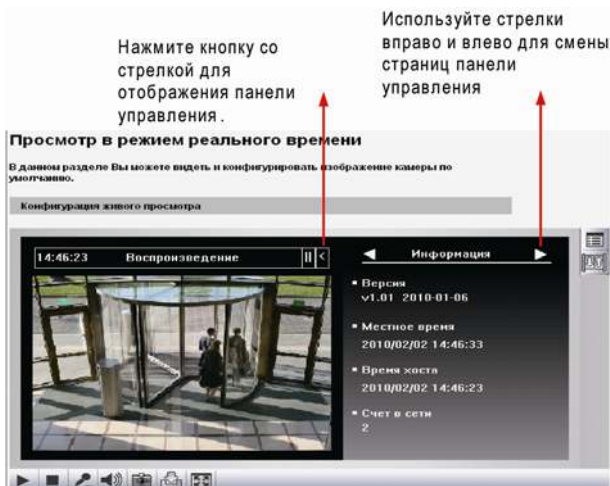 Нажмите кнопку со
стрелкой для
отображения панели
управления.
Используйте стрелки
вправо и влево для смены
страниц панели
управления
Просмотр в режием реального времени
В данном разделе Вы можете видеть и конфигурировать изображение камеры по
умолчанию.
Конфигурация живого просмотра
14:46:23 Воспроизведение
Информация
Версия
v1.01 2010-01-06
Местное время
2010/02/02 14:46:33
Время хоста
2010/02/02 14:46:23
Счет в сети
2